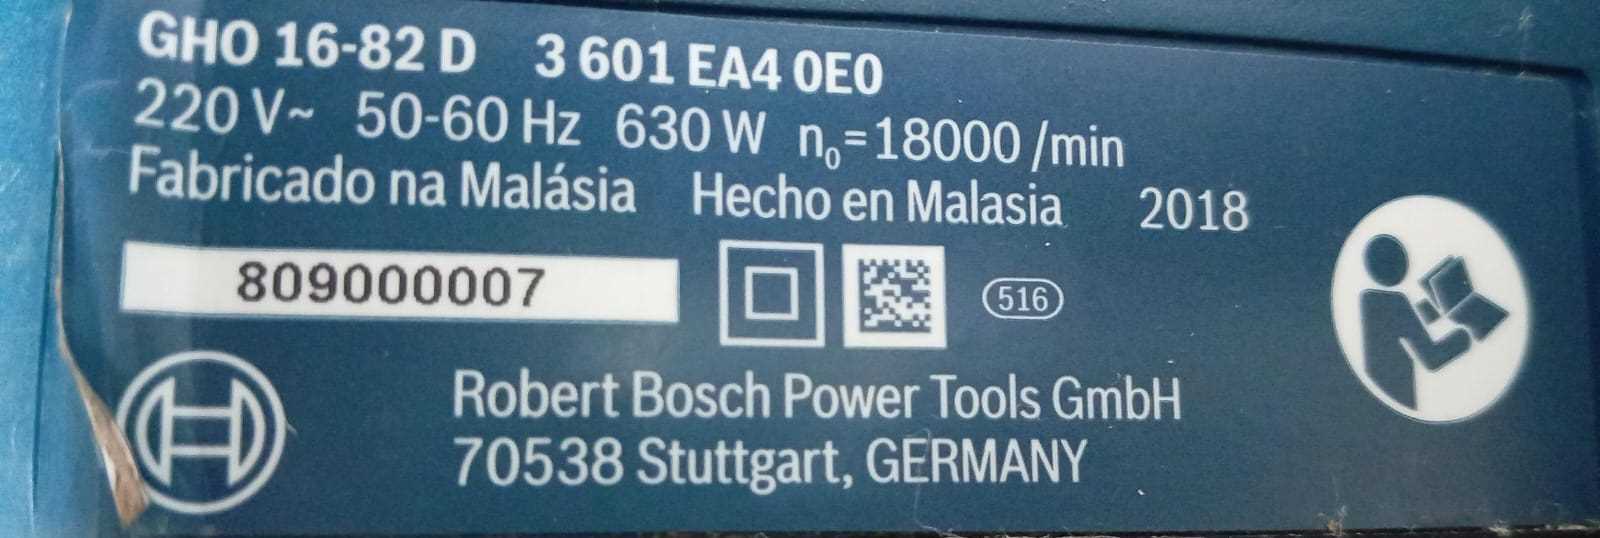 GHO 16-82 D 3 601 EA4 0E0
220 V~ 50-60 Hz 630 W n₀=18000 /min
Fabricado na Malásia Hecho en Malasia 2018
809000007
516
Robert Bosch Power Tools GmbH
70538 Stuttgart, GERMANY